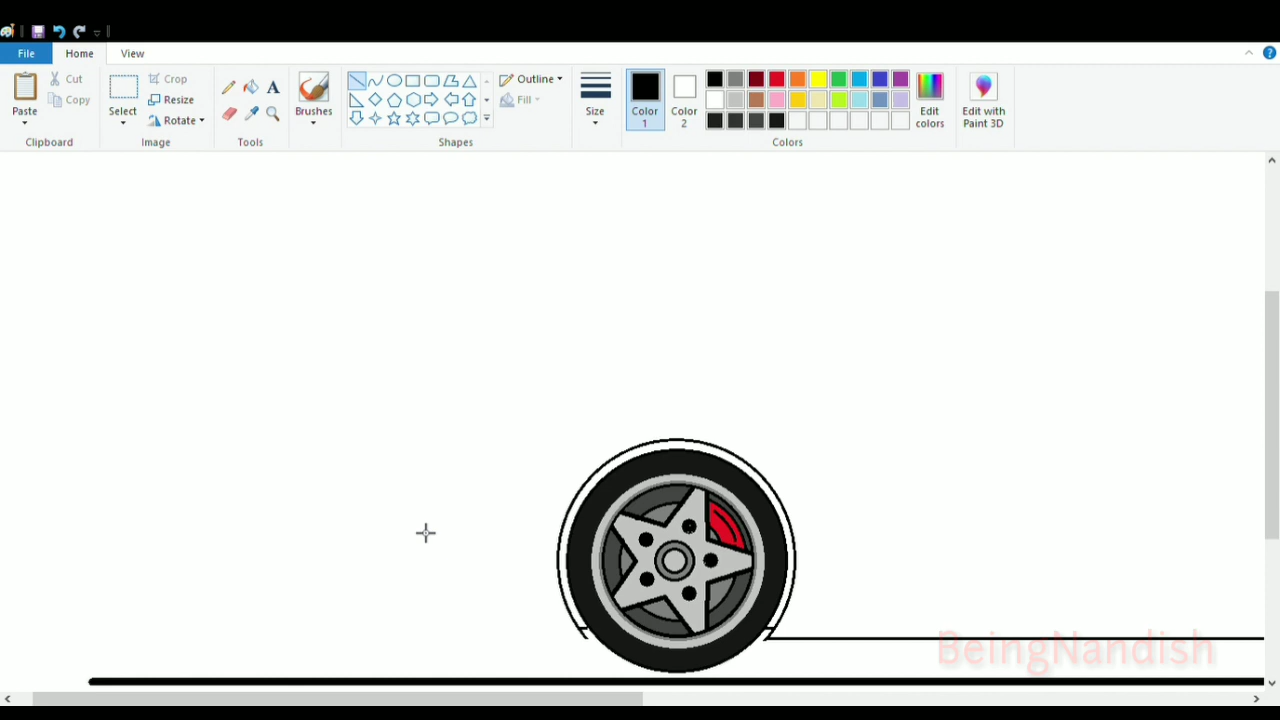 File Home View
Paste
Cut
Copy
Clipboard
Select
Crop
Resize
Rotate
Image
Tools
Brushes
Shapes
Outline
Fill
Size
Color 1
Color 2
Edit colors
Colors
Edit with Paint 3D
BeingNandish